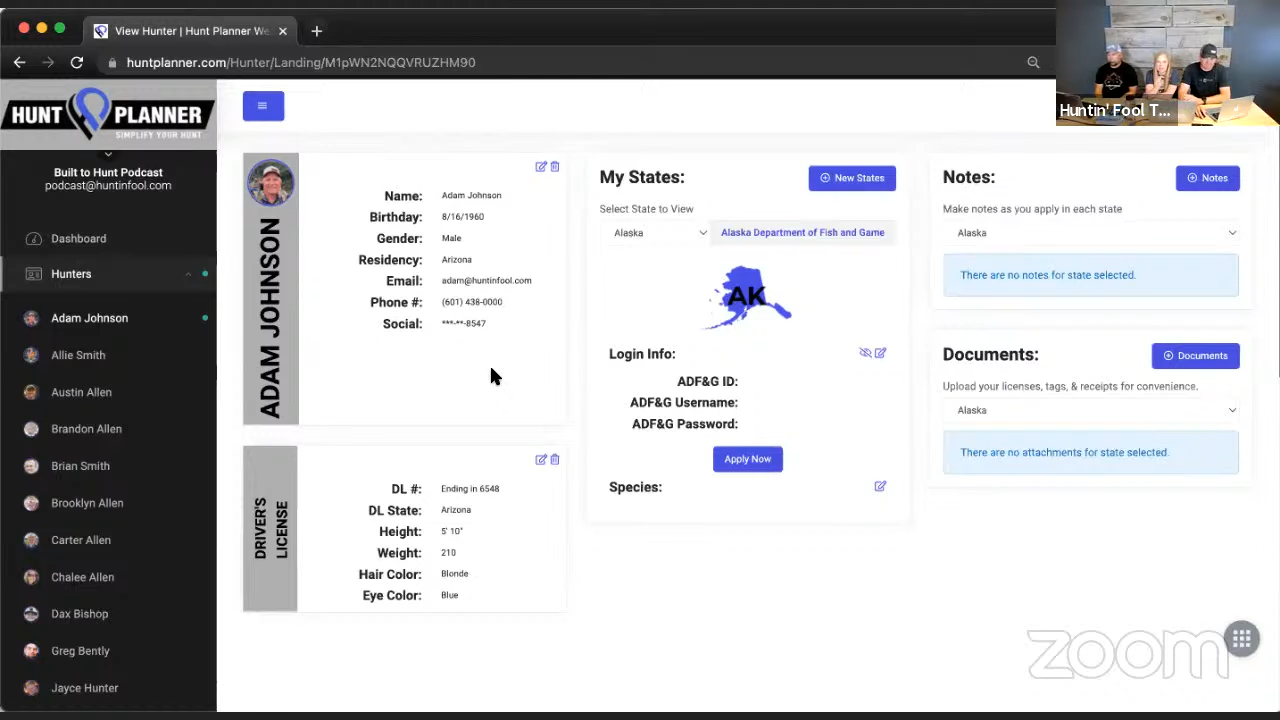 View Hunter | Hunt Planner We
huntplanner.com/Hunter/Landing/M1pWN2NQQVRUZHM90
Huntin' Fool T...
HUNT PLANNER
SIMPLIFY YOUR HUNT
Built to Hunt Podcast
podcast@huntinfool.com
Dashboard
Hunters
Adam Johnson
Allie Smith
Austin Allen
Brandon Allen
Brian Smith
Brooklyn Allen
Carter Allen
Chalee Allen
Dax Bishop
Greg Bently
Jayce Hunter
ADAM JOHNSON
Name: Adam Johnson
Birthday: 8/16/1960
Gender: Male
Residency: Arizona
Email: adam@huntinfool.com
Phone #: (601) 438-0000
Social: ***-**-8547
DRIVER'S
LICENSE
DL #: Ending in 6548
DL State: Arizona
Height: 5' 10"
Weight: 210
Hair Color: Blonde
Eye Color: Blue
My States:
New States
Select State to View
Alaska
Alaska Department of Fish and Game
AK
Login Info:
ADF&G ID:
ADF&G Username:
ADF&G Password:
Apply Now
Species:
Notes:
Notes
Make notes as you apply in each state
Alaska
There are no notes for state selected.
Documents:
Documents
Upload your licenses, tags, & receipts for convenience.
Alaska
There are no attachments for state selected.
zoom